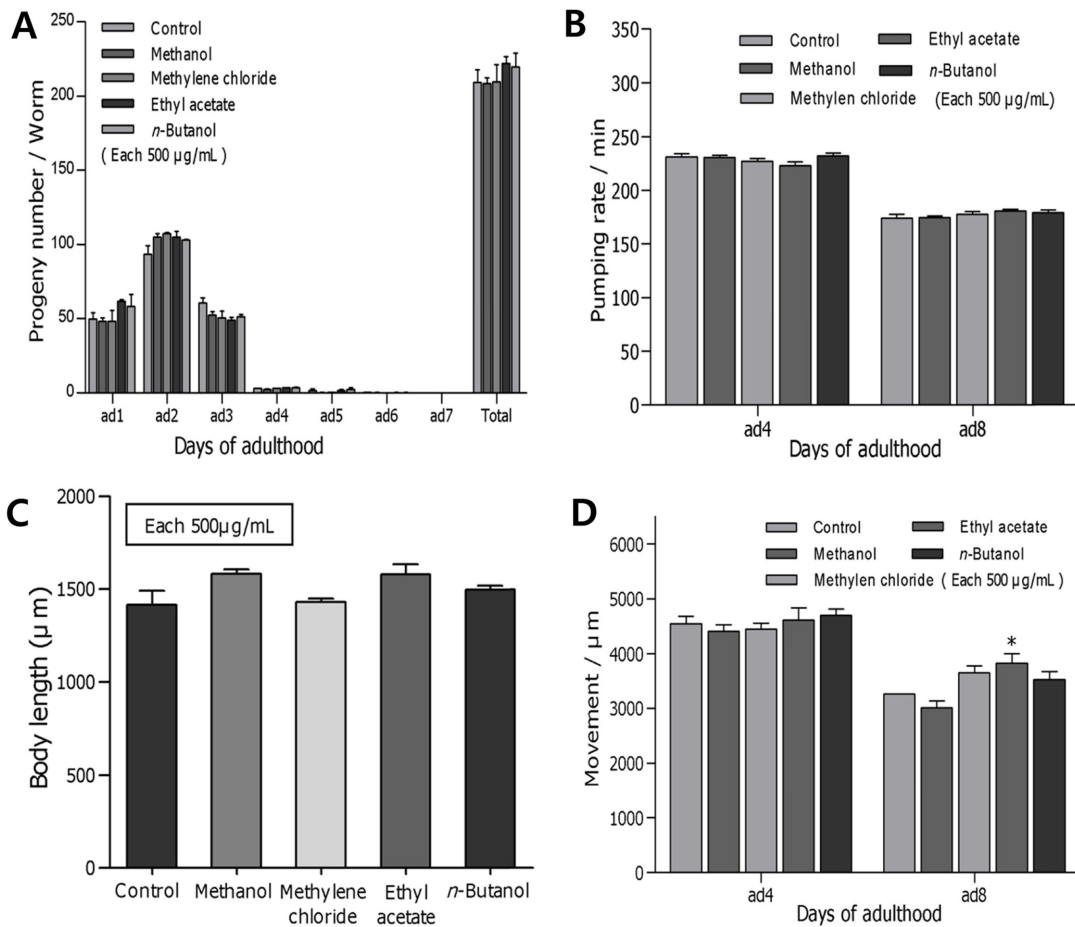 A
250
200
150
100
50
0
Progeny number / Worm
Control
Methanol
Methylene chloride
Ethyl acetate
n-Butanol
( Each 500 µg/mL )
ad1 ad2 ad3 ad4 ad5 ad6 ad7 Total
Days of adulthood
B
350
300
250
200
150
100
50
0
Pumping rate / min
Control
Methanol
Methylen chloride
Ethyl acetate
n-Butanol
(Each 500 µg/mL)
ad4 ad8
Days of adulthood
C
2000
1500
1000
500
0
Body length (µ m)
Each 500µg/mL
Control Methanol Methylene chloride Ethyl acetate n-Butanol
D
6000
5000
4000
3000
2000
1000
0
Movement / µ m
Control
Methanol
Methylen chloride
Ethyl acetate
n-Butanol
( Each 500 µg/mL )
*
ad4 ad8
Days of adulthood